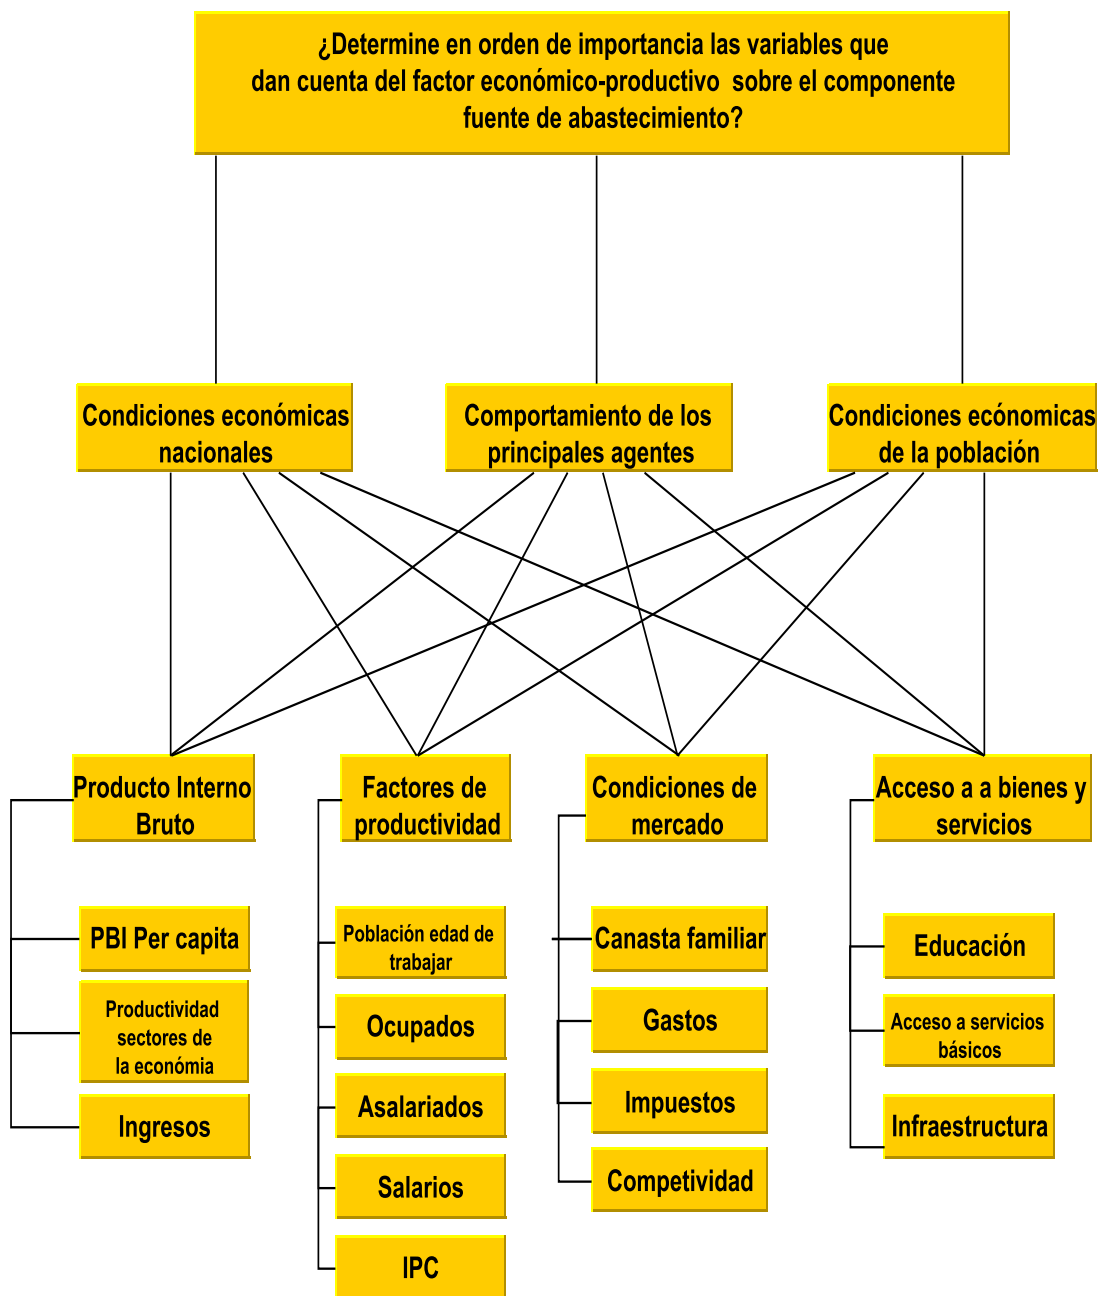 ¿Determine en orden de importancia las variables que
dan cuenta del factor económico-productivo sobre el componente
fuente de abastecimiento?
Condiciones económicas
nacionales
Comportamiento de los
principales agentes
Condiciones ecónomicas
de la población
Producto Interno
Bruto
Factores de
productividad
Condiciones de
mercado
Acceso a a bienes y
servicios
PBI Per capita
Productividad
sectores de
la económia
Ingresos
Población edad de
trabajar
Ocupados
Asalariados
Salarios
IPC
Canasta familiar
Gastos
Impuestos
Competividad
Educación
Acceso a servicios
básicos
Infraestructura